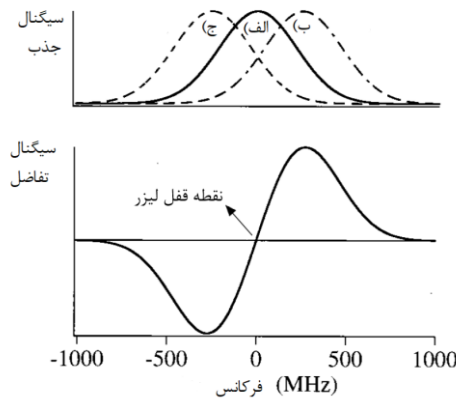 سیگنال
جذب
ج) الف) ب)
سیگنال
تفاضل
نقطه قفل لیزر
-1000 -500 0 500 1000
فرکانس (MHz)